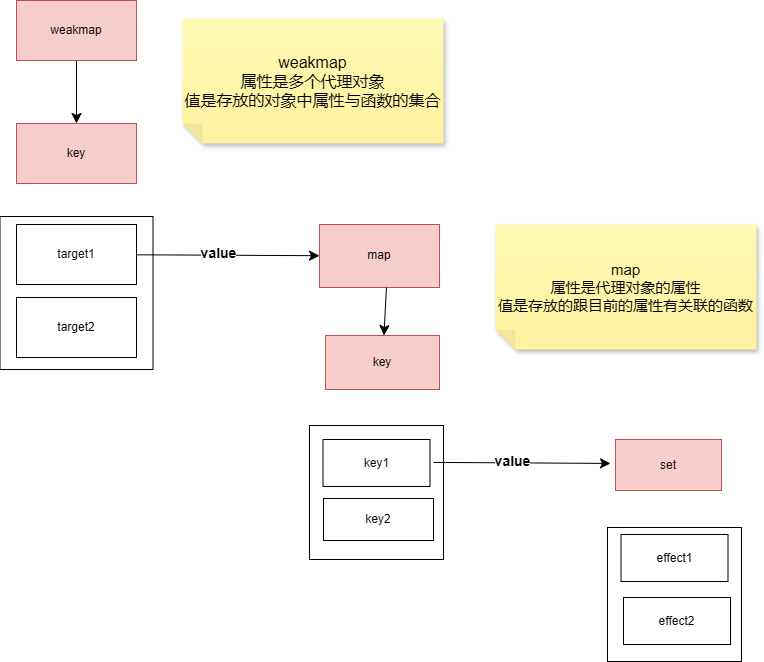 weakmap
weakmap
属性是多个代理对象
值是存放的对象中属性与函数的集合
key
target1
value
map
map
属性是代理对象的属性
值是存放的跟目前的属性有关联的函数
target2
key
key1
value
set
key2
effect1
effect2